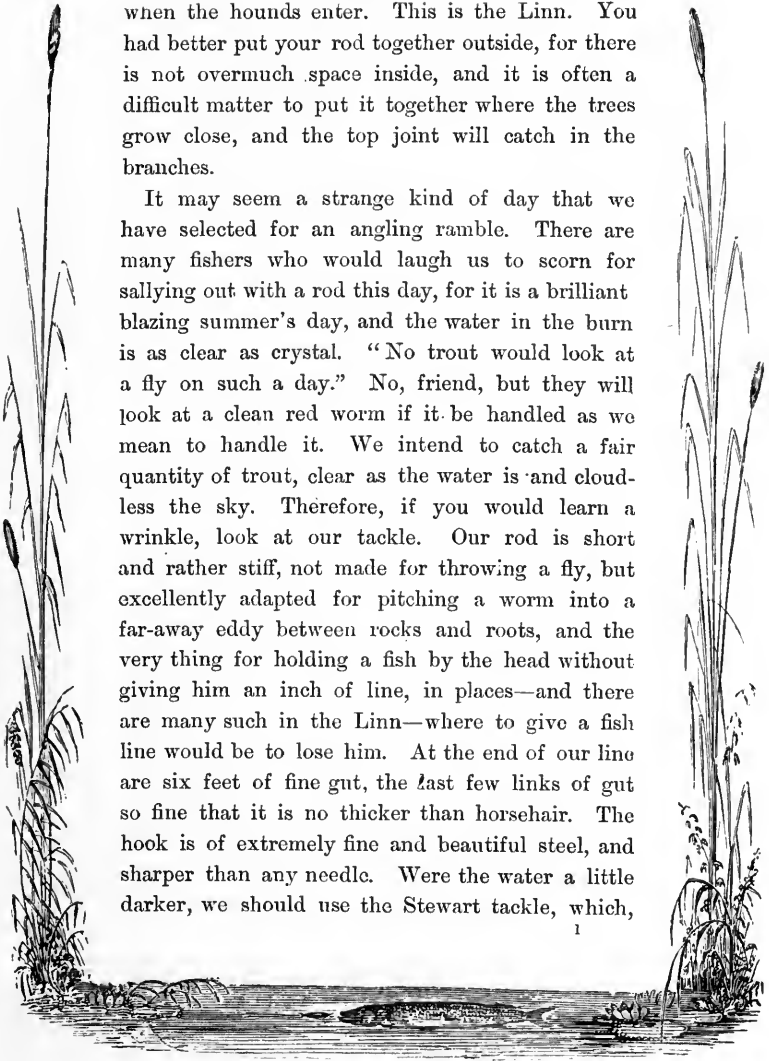 when the hounds enter. This is the Linn. You
had better put your rod together outside, for there
is not overmuch space inside, and it is often a
difficult matter to put it together where the trees
grow close, and the top joint will catch in the
branches.
It may seem a strange kind of day that we
have selected for an angling ramble. There are
many fishers who would laugh us to scorn for
sallying out with a rod this day, for it is a brilliant
blazing summer's day, and the water in the burn
is as clear as crystal. "No trout would look at
a fly on such a day." No, friend, but they will
look at a clean red worm if it be handled as we
mean to handle it. We intend to catch a fair
quantity of trout, clear as the water is and cloud-
less the sky. Therefore, if you would learn a
wrinkle, look at our tackle. Our rod is short
and rather stiff, not made for throwing a fly, but
excellently adapted for pitching a worm into a
far-away eddy between rocks and roots, and the
very thing for holding a fish by the head without
giving him an inch of line, in places—and there
are many such in the Linn—where to give a fish
line would be to lose him. At the end of our line
are six feet of fine gut, the last few links of gut
so fine that it is no thicker than horsehair. The
hook is of extremely fine and beautiful steel, and
sharper than any needle. Were the water a little
darker, we should use the Stewart tackle, which,
1